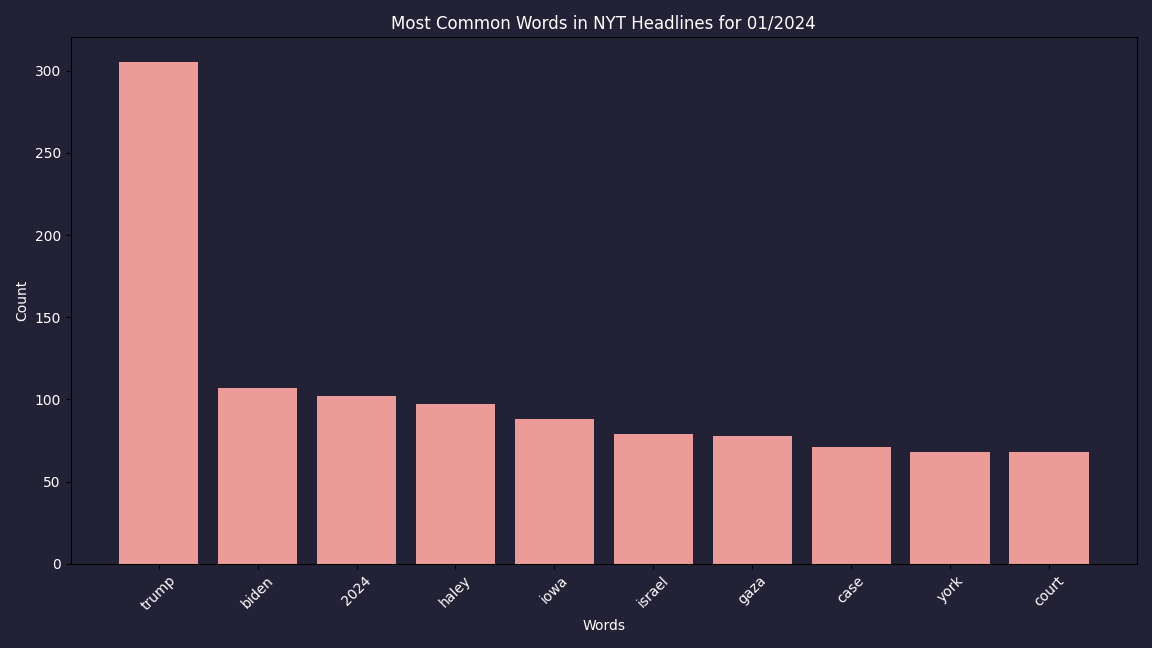 Most Common Words in NYT Headlines for 01/2024
300
250
200
150
100
50
0
Count
trump
biden
2024
haley
iowa
israel
gaza
case
york
court
Words